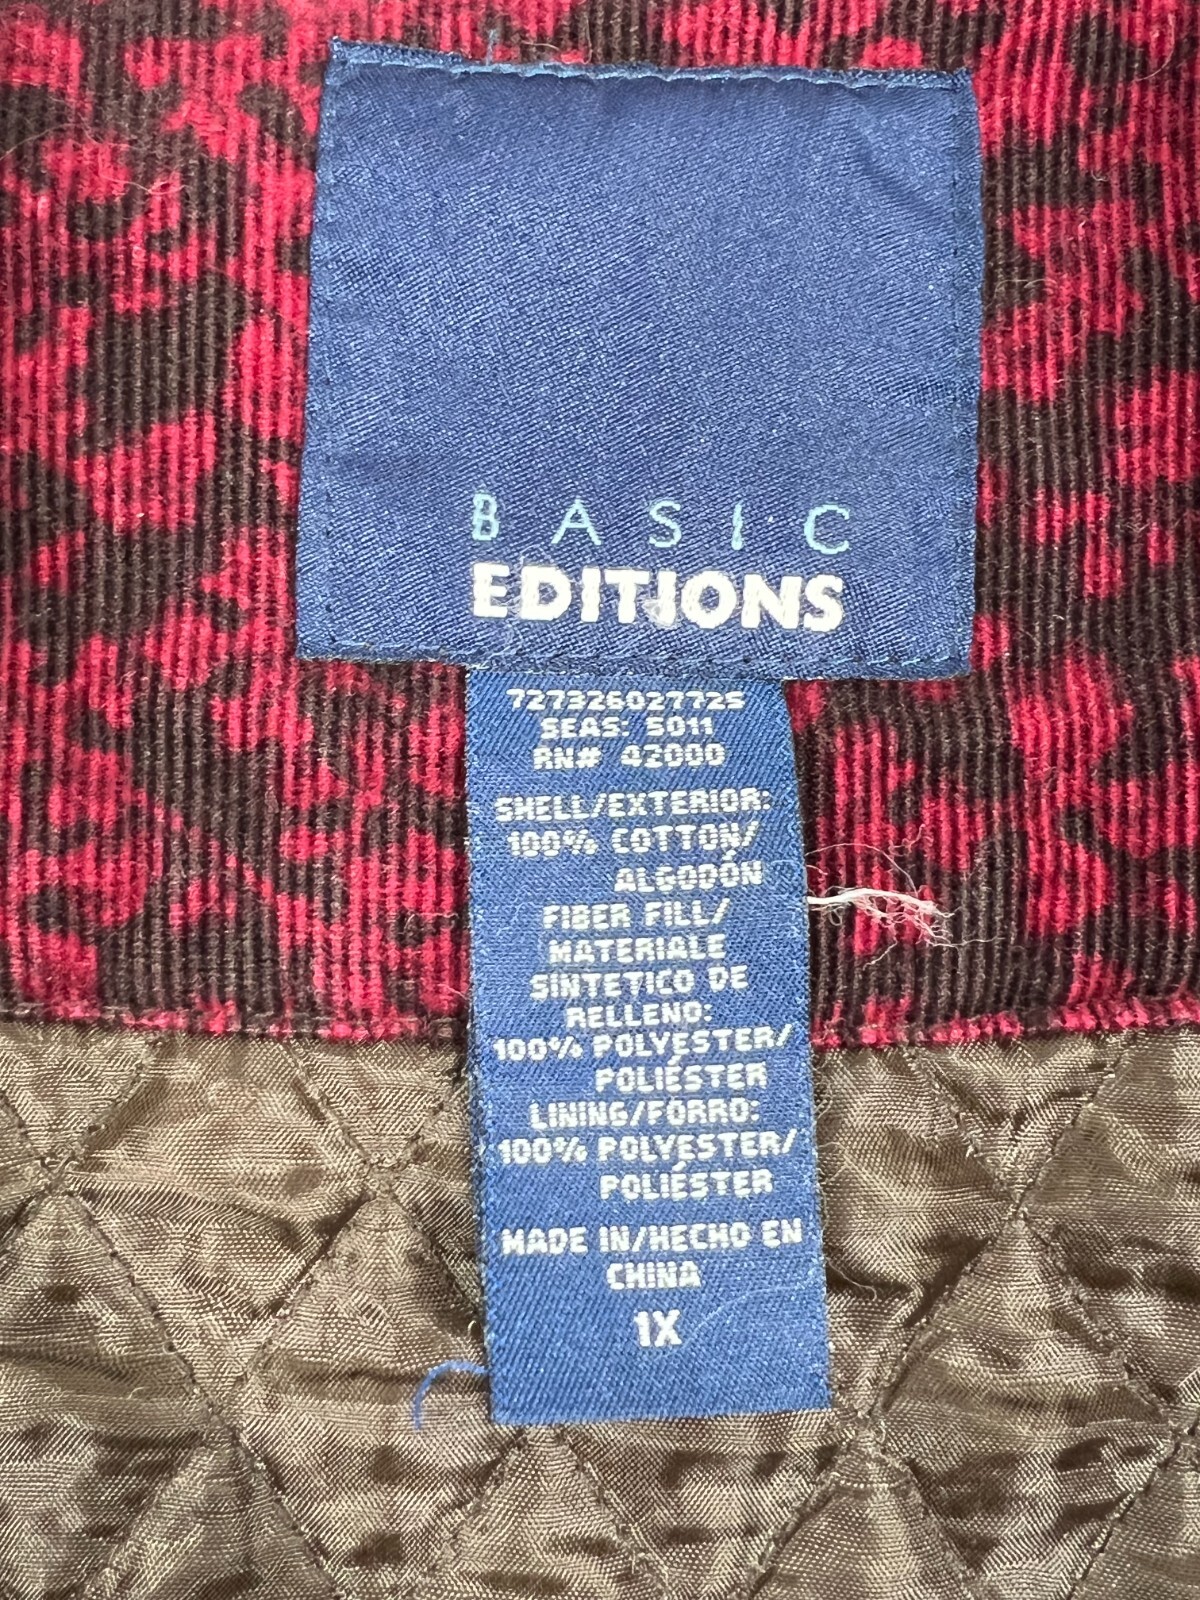 BASIC
EDITIONS
727326027725
SEAS: 5011
RN# 42000
SHELL/EXTERIOR:
100% COTTON/
ALGODÓN
FIBER FILL/
MATERIALE
SINTETICO DE
RELLENO:
100% POLYESTER/
POLIÉSTER
LINING/FORRO:
100% POLYESTER/
POLIÉSTER
MADE IN/HECHO EN
CHINA
1X